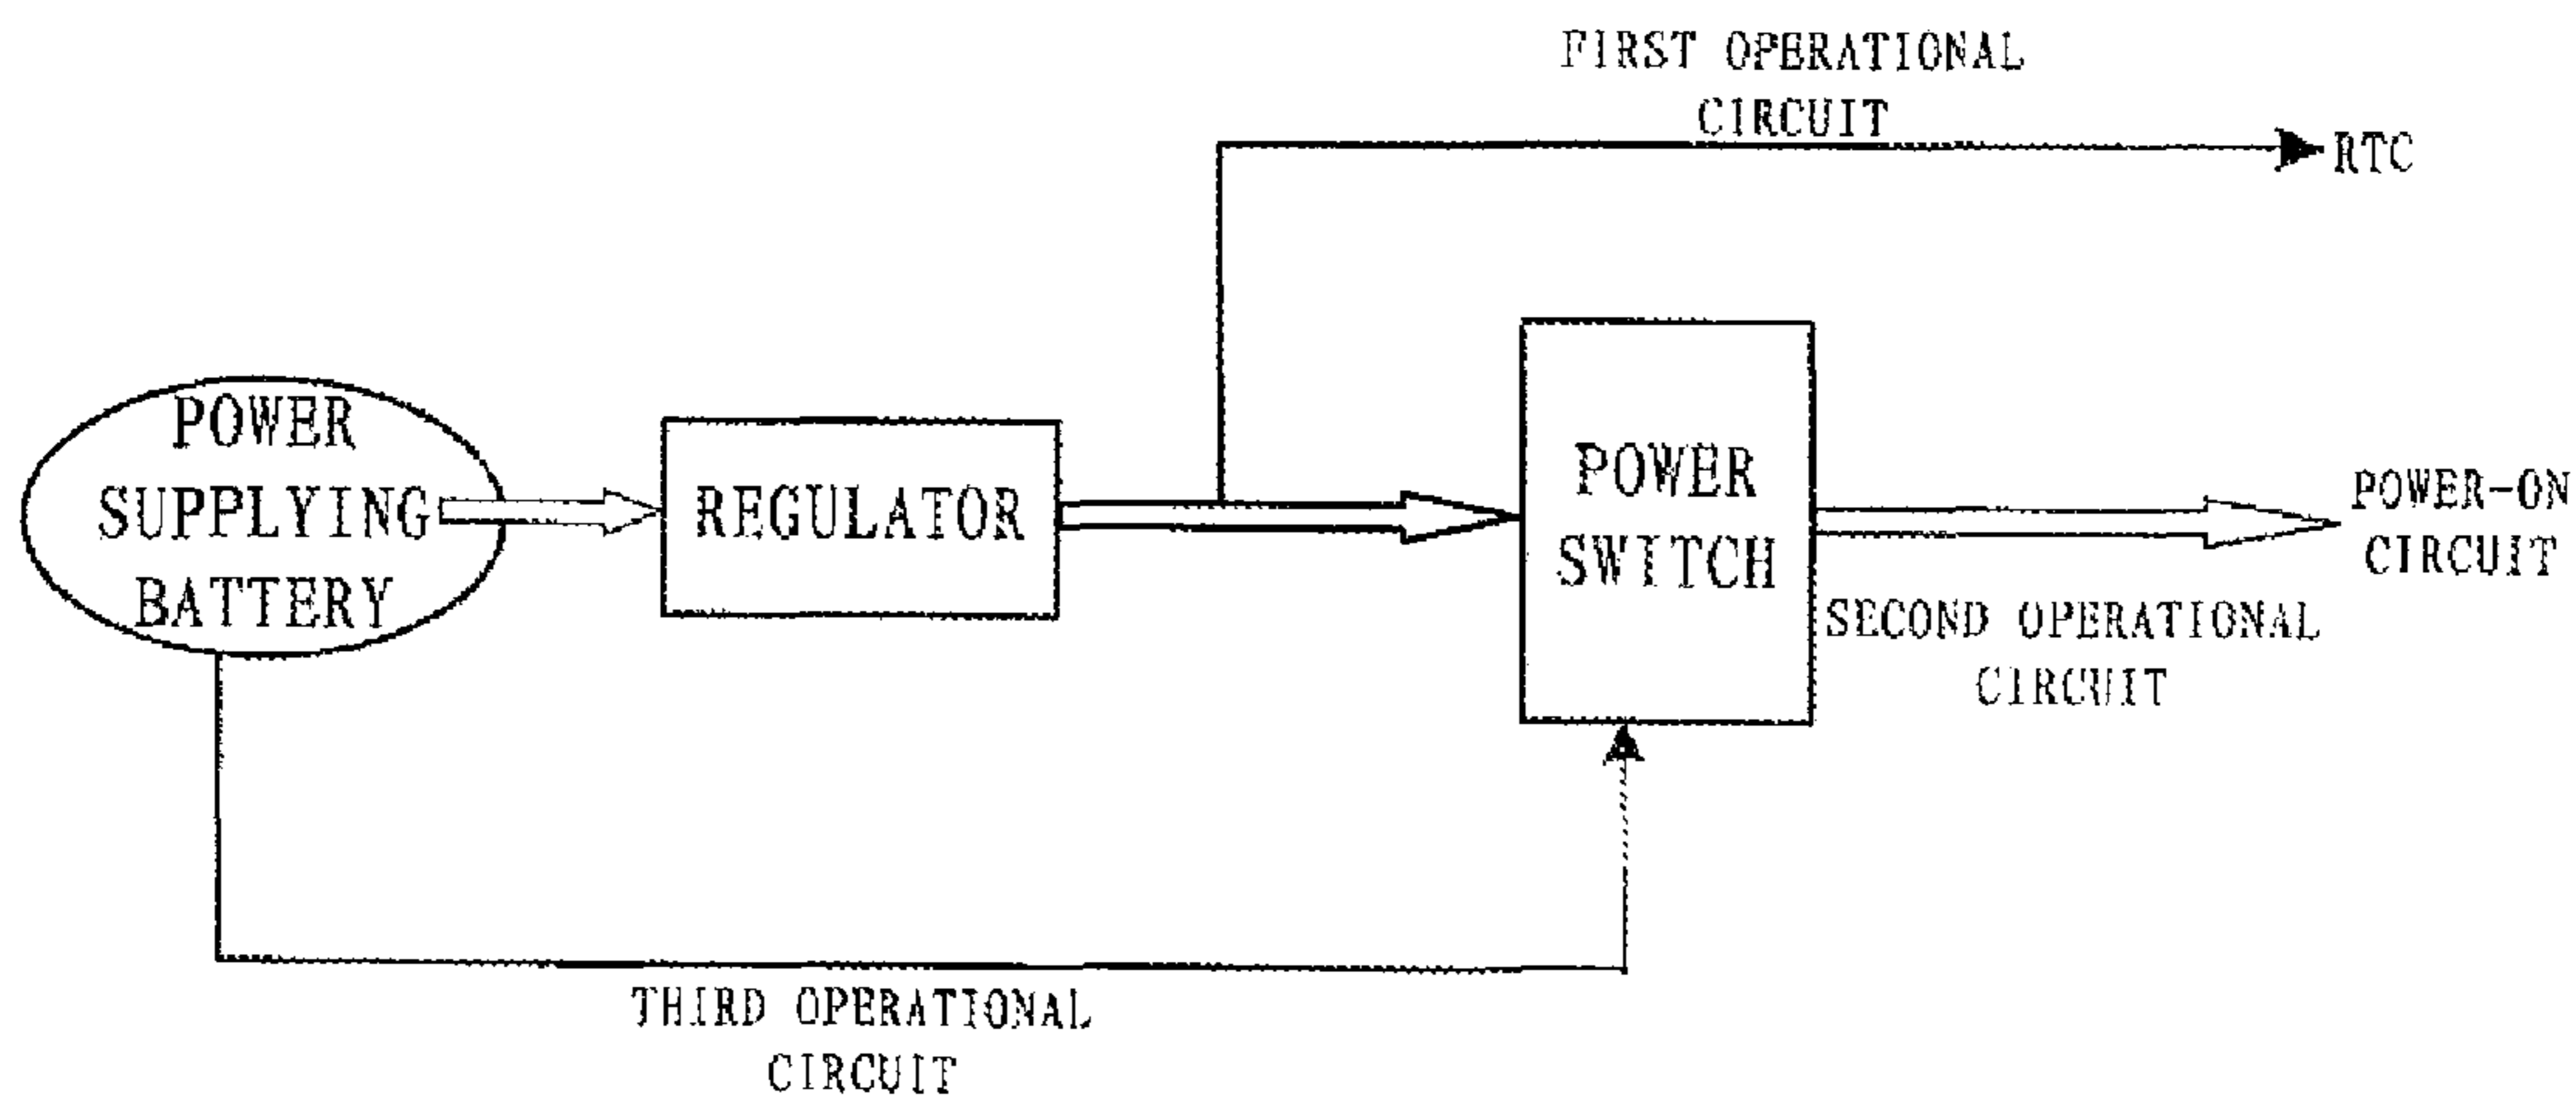 FIRST OPERATIONAL
CIRCUIT
RTC
POWER
SUPPLYING
BATTERY
REGULATOR
POWER
SWITCH
POWER-ON
CIRCUIT
SECOND OPERATIONAL
CIRCUIT
THIRD OPERATIONAL
CIRCUIT